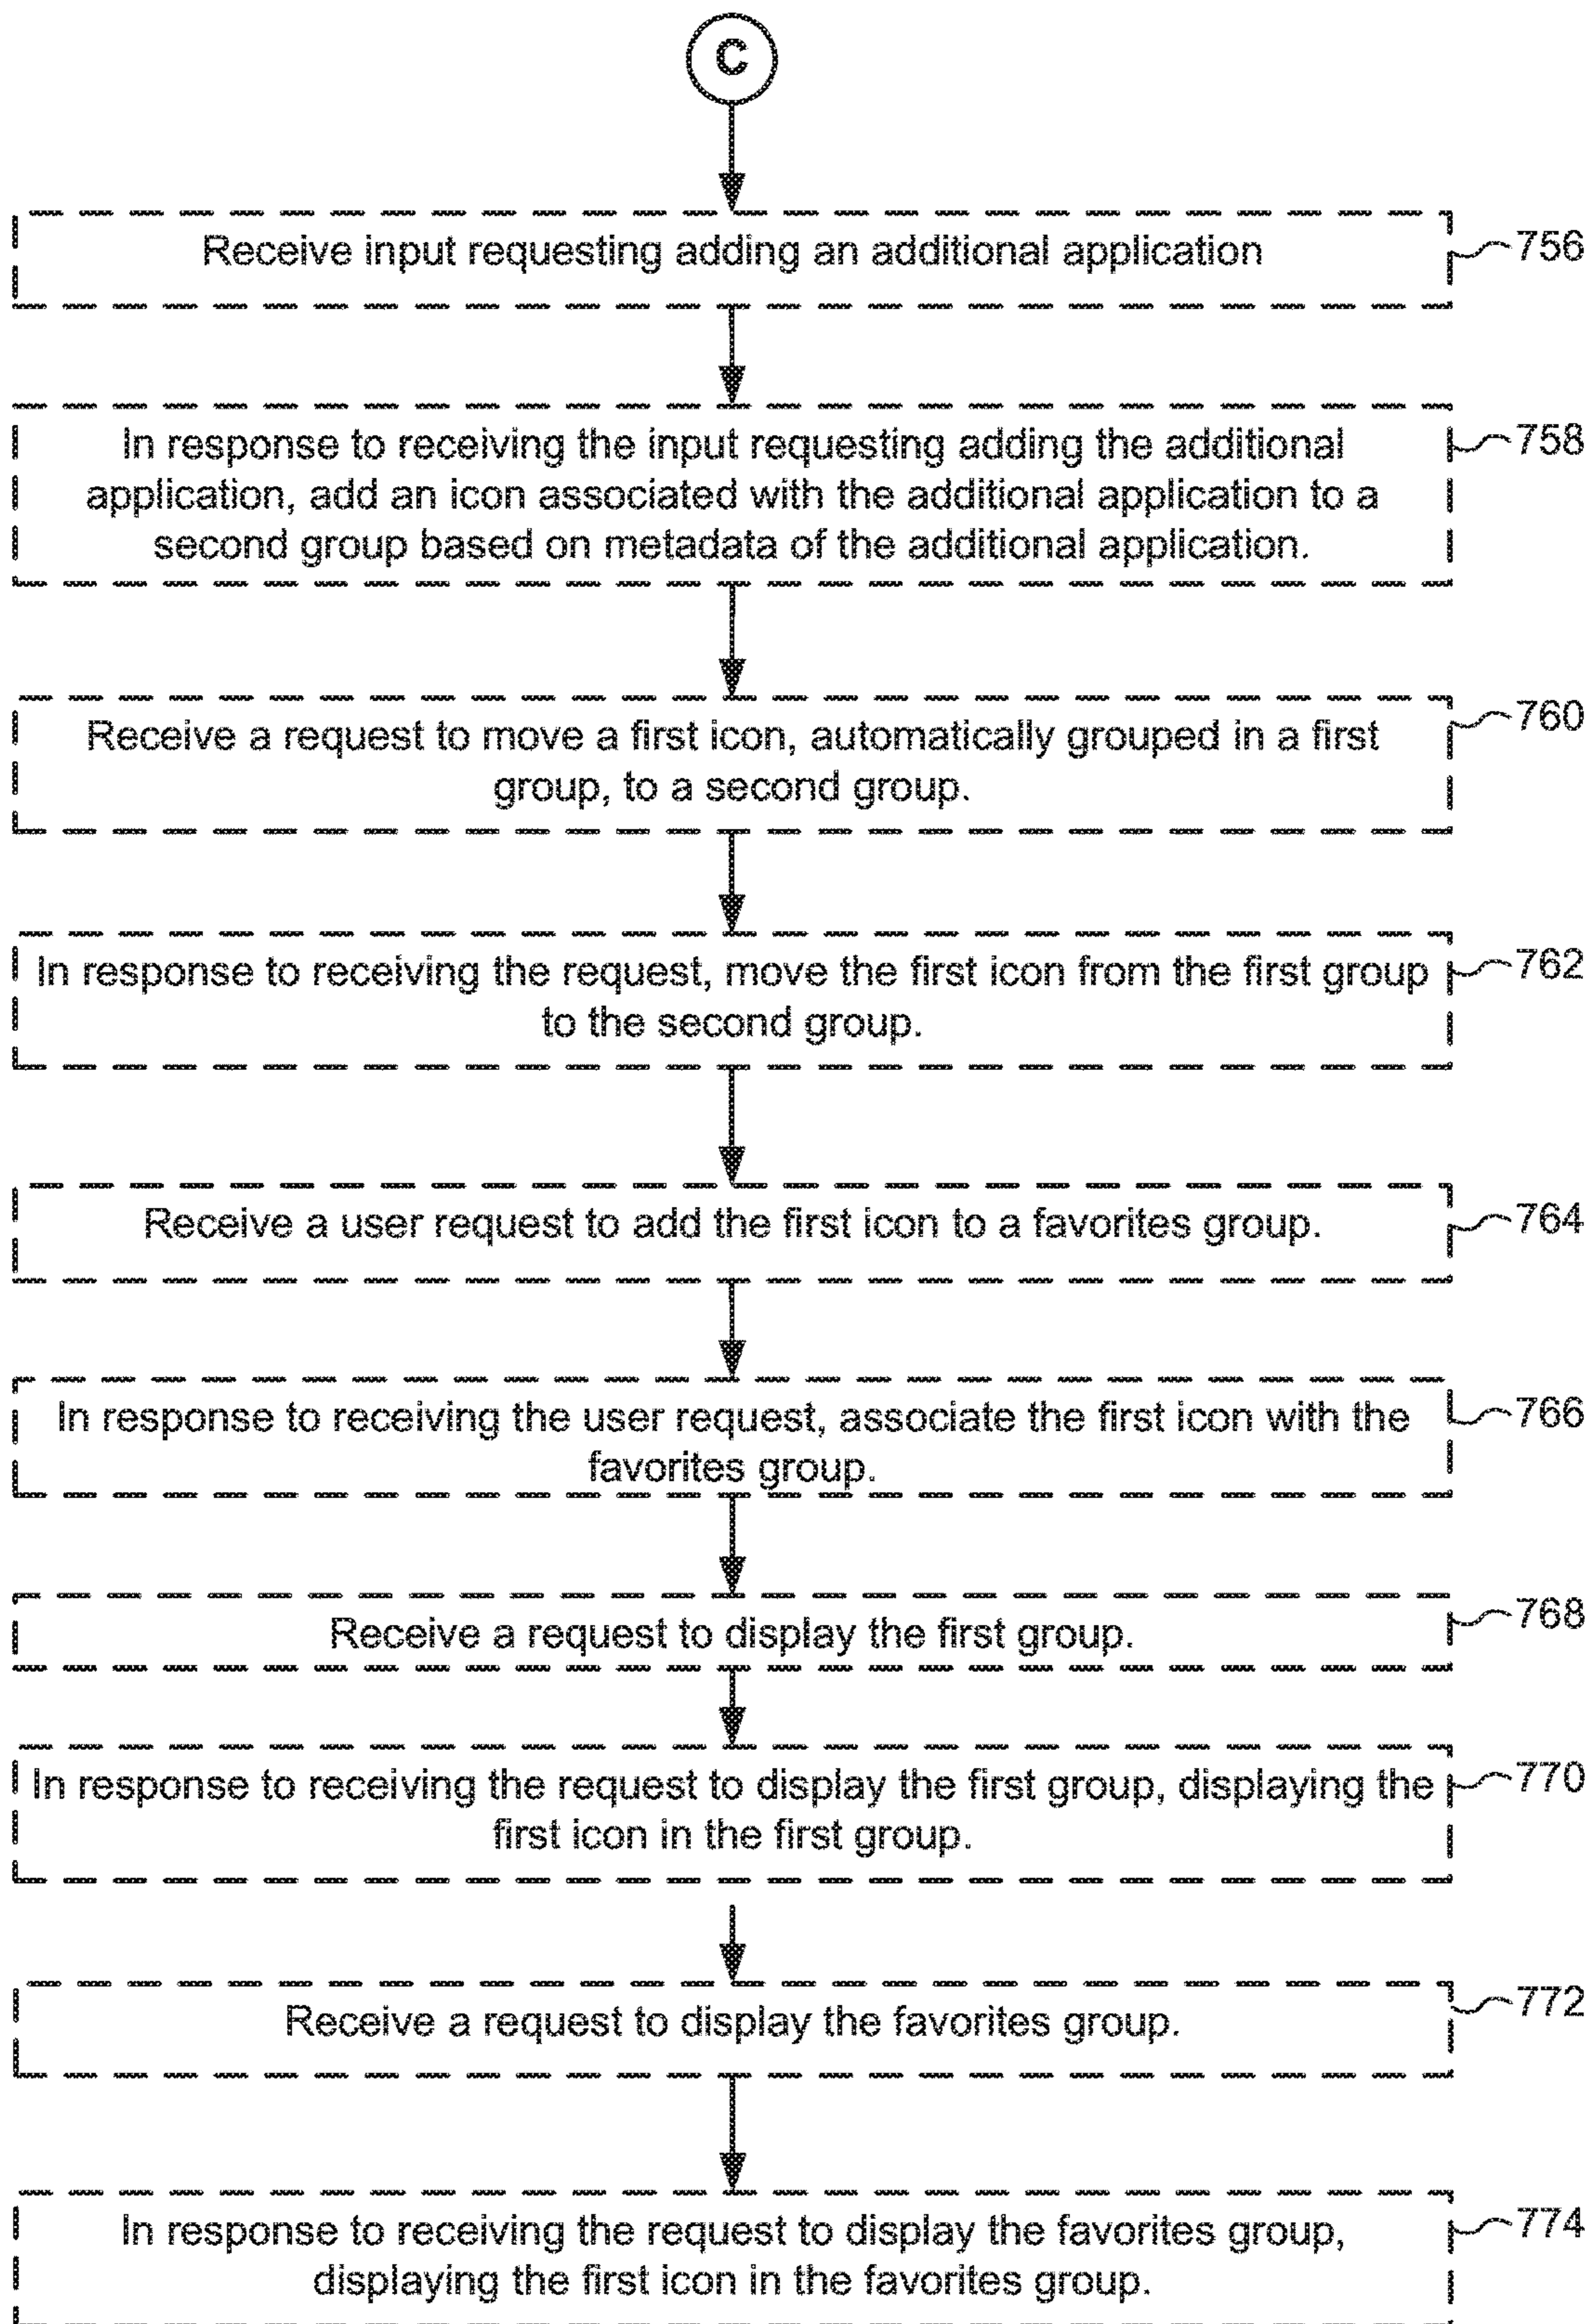 C
Receive input requesting adding an additional application
756
In response to receiving the input requesting adding the additional
application, add an icon associated with the additional application to a
second group based on metadata of the additional application.
758
Receive a request to move a first icon, automatically grouped in a first
group, to a second group.
760
In response to receiving the request, move the first icon from the first group
to the second group.
762
Receive a user request to add the first icon to a favorites group.
764
In response to receiving the user request, associate the first icon with the
favorites group.
766
Receive a request to display the first group.
768
In response to receiving the request to display the first group, displaying the
first icon in the first group.
770
Receive a request to display the favorites group.
772
In response to receiving the request to display the favorites group,
displaying the first icon in the favorites group.
774